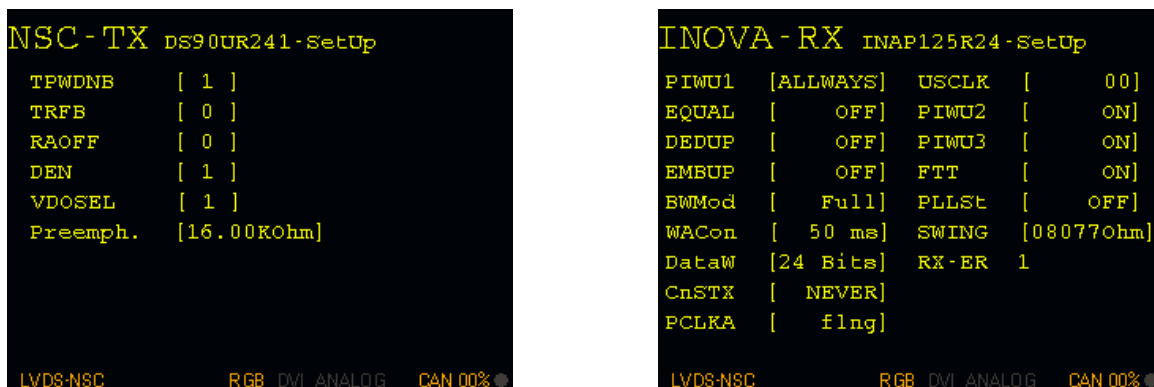 NSC-TX DS90UR241-SetUp
TPWDNB [ 1 ]
TRFB [ 0 ]
RAOFF [ 0 ]
DEN [ 1 ]
VDOSEL [ 1 ]
Preemph. [16.00KOhm]
LVDS-NSC RGB DVI ANALOG CAN 00%
INOVA-RX INAP125R24-SetUp
PIWU1 [ALLWAYS] USCLK [ 00]
EQUAL [ OFF] PIWU2 [ ON]
DEDUP [ OFF] PIWU3 [ ON]
EMBUP [ OFF] FTT [ ON]
BWMod [ Full] PLLSt [ OFF]
WACon [ 50 ms] SWING [08077Ohm]
DataW [24 Bits] RX-ER 1
CnSTX [ NEVER]
PCLKA [ flng]
LVDS-NSC RGB DVI ANALOG CAN 00%